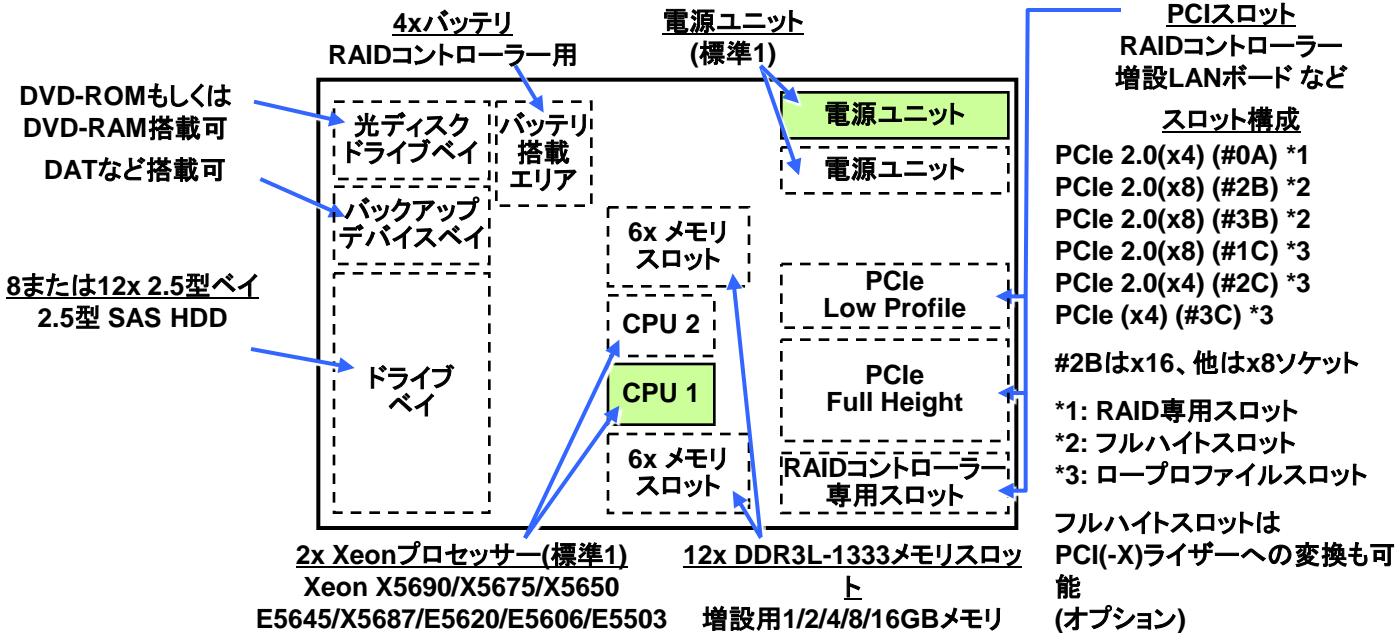 4xバッテリ
RAIDコントローラー用
電源ユニット
(標準1)
PCIスロット
RAIDコントローラー
増設LANボード など
DVD-ROMもしくは
DVD-RAM搭載可
DATなど搭載可
8または12x 2.5型ベイ
2.5型 SAS HDD
光ディスク
ドライブベイ
バッテリ
搭載
エリア
バックアップ
デバイスベイ
ドライブ
ベイ
6x メモリ
スロット
CPU 2
CPU 1
6x メモリ
スロット
電源ユニット
電源ユニット
PCIe
Low Profile
PCIe
Full Height
RAIDコントローラー
専用スロット
スロット構成
PCIe 2.0(x4) (#0A) *1
PCIe 2.0(x8) (#2B) *2
PCIe 2.0(x8) (#3B) *2
PCIe 2.0(x8) (#1C) *3
PCIe 2.0(x4) (#2C) *3
PCIe (x4) (#3C) *3
#2Bはx16、他はx8ソケット
*1: RAID専用スロット
*2: フルハイトスロット
*3: ロープロファイルスロット
フルハイトスロットは
PCI(-X)ライザーへの変換も可
能
(オプション)
2x Xeonプロセッサー(標準1)
Xeon X5690/X5675/X5650
E5645/X5687/E5620/E5606/E5503
12x DDR3L-1333メモリスロッ
ト
増設用1/2/4/8/16GBメモリ